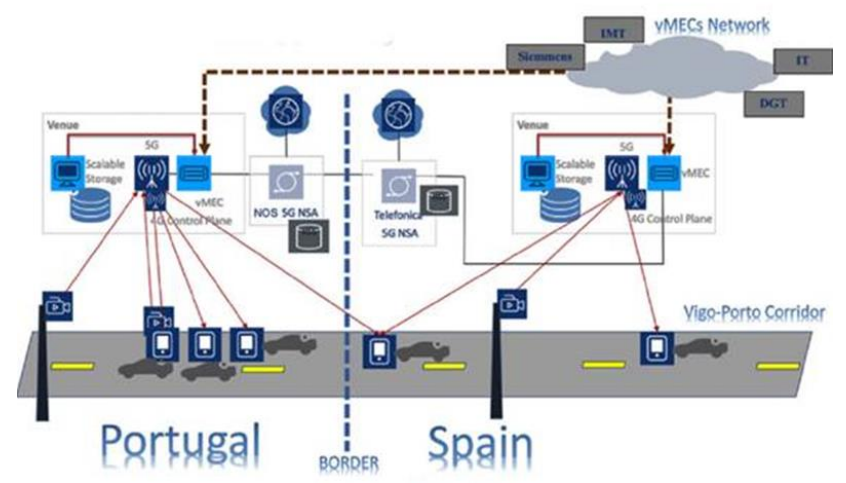 vMECs Network
IMT
Siemmens
IT
DGT
Venue
5G
Scalable
Storage
vMEC
4G Control Plane
NOS 5G NSA
Telefonica
5G NSA
Venue
5G
Scalable
Storage
vMEC
4G Control Plane
Vigo-Porto Corridor
Portugal
Spain
BORDER